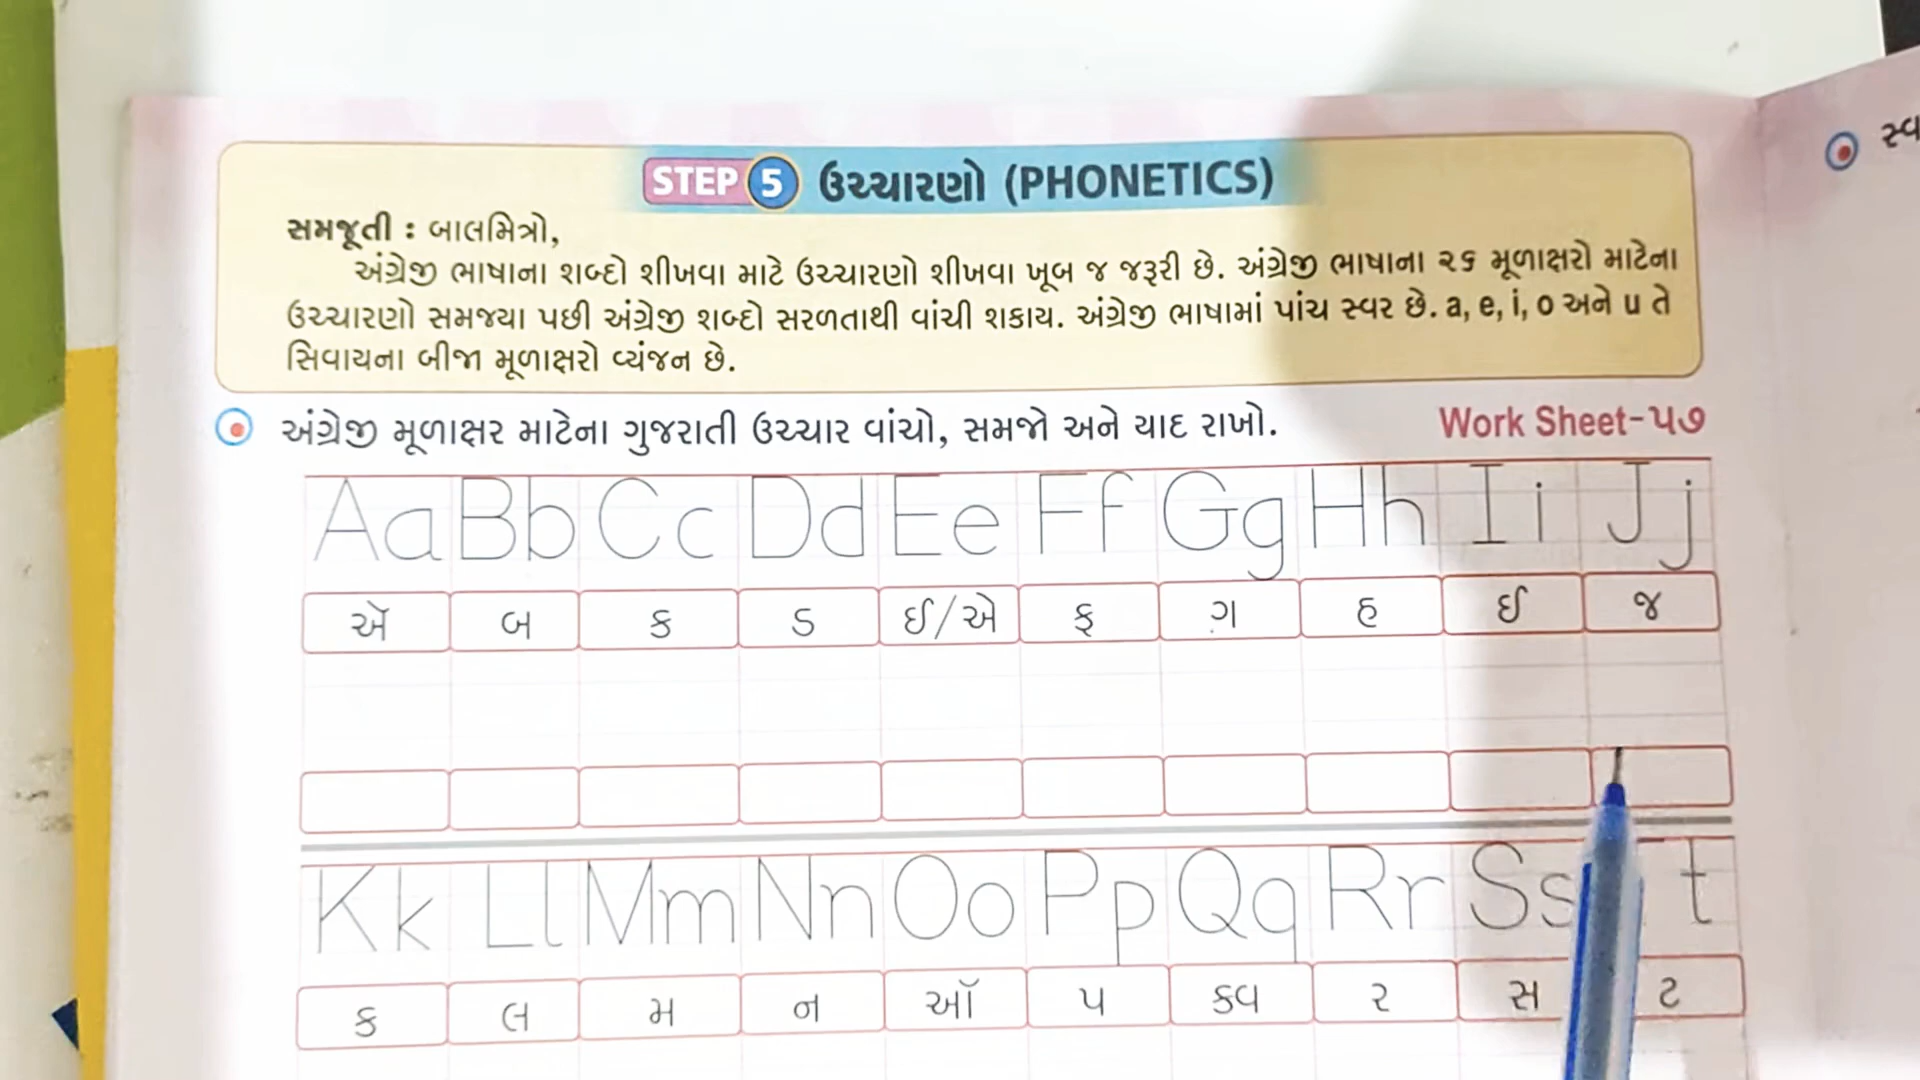 STEP 5 ઉચ્ચારણો (PHONETICS)
સમજૂતી : બાલમિત્રો,
અંગ્રેજી ભાષાના શબ્દો શીખવા માટે ઉચ્ચારણો શીખવા ખૂબ જ જરૂરી છે. અંગ્રેજી ભાષાના ૨૬ મૂળાક્ષરો માટેના
ઉચ્ચારણો સમજ્યા પછી અંગ્રેજી શબ્દો સરળતાથી વાંચી શકાય. અંગ્રેજી ભાષામાં પાંચ સ્વર છે. a, e, i, o અને u તે
સિવાયના બીજા મૂળાક્ષરો વ્યંજન છે.
અંગ્રેજી મૂળાક્ષર માટેના ગુજરાતી ઉચ્ચાર વાંચો, સમજો અને યાદ રાખો. Work Sheet-૫૭
Aa Bb Cc Dd Ee Ff Gg Hh Ii Jj
ઍ બ ક ડ ઈ/એ ફ ગ હ ઈ જ
Kk Ll Mm Nn Oo Pp Qq Rr Ss t
ક લ મ ન ઑ પ ક્વ ર સ ટ